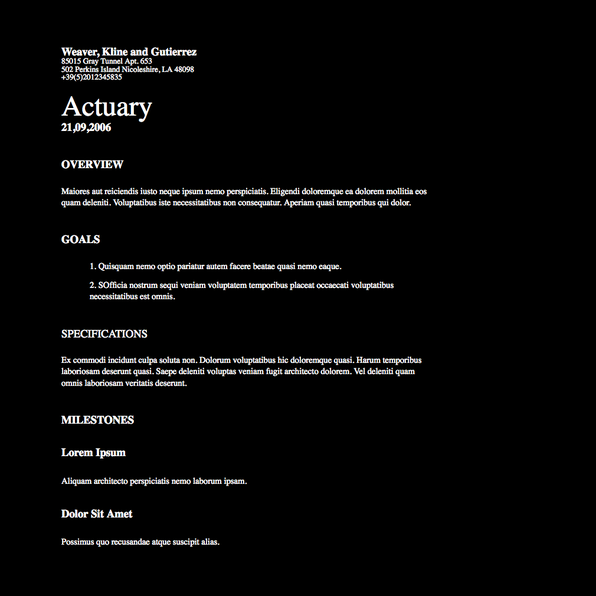 Weaver, Kline and Gutierrez
85015 Gray Tunnel Apt. 653
502 Perkins Island Nicoleshire, LA 48098
+39(5)2012345835
Actuary
21,09,2006
OVERVIEW
Maiores aut reiciendis iusto neque ipsum nemo perspiciatis. Eligendi doloremque ea dolorem mollitia eos
quam deleniti. Voluptatibus iste necessitatibus non consequatur. Aperiam quasi temporibus qui dolor.
GOALS
1. Quisquam nemo optio pariatur autem facere beatae quasi nemo eaque.
2. SOfficia nostrum sequi veniam voluptatem temporibus placeat occaecati voluptatibus
necessitatibus est omnis.
SPECIFICATIONS
Ex commodi incidunt culpa soluta non. Dolorum voluptatibus hic doloremque quasi. Harum temporibus
laboriosam deserunt quasi. Saepe deleniti voluptas veniam fugit architecto dolorem. Vel deleniti quam
omnis laboriosam veritatis deserunt.
MILESTONES
Lorem Ipsum
Aliquam architecto perspiciatis nemo laborum ipsam.
Dolor Sit Amet
Possimus quo recusandae atque suscipit alias.